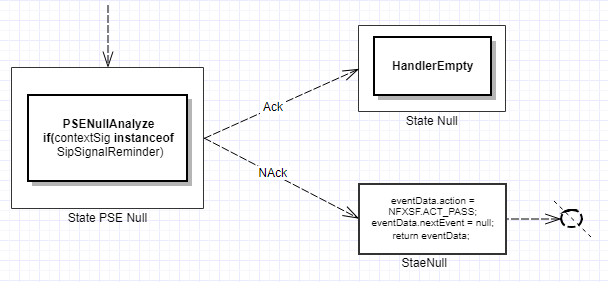 PSENullAnalyze
if(contextSig instanceof
SipSignalReminder)
State PSE Null
Ack
NAck
HandlerEmpty
State Null
eventData.action =
NFXSF.ACT_PASS;
eventData.nextEvent = null;
return eventData;
StaeNull